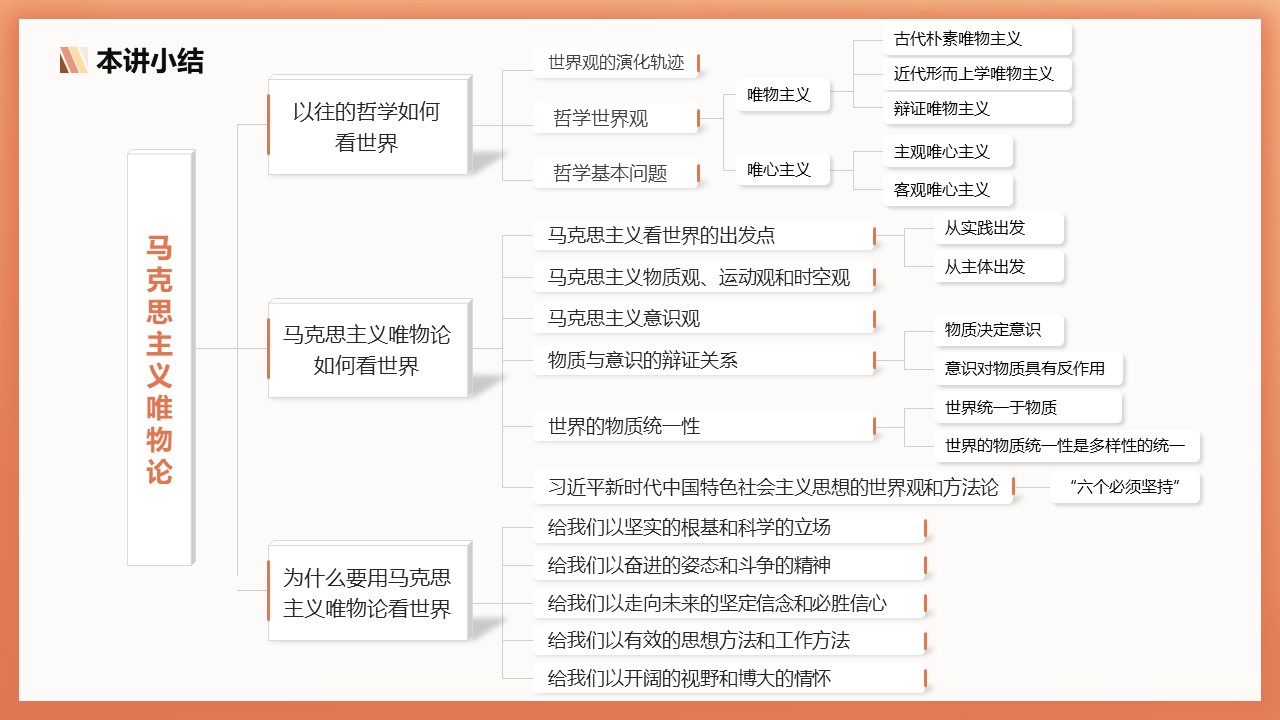 本讲小结
马克思主义唯物论
以往的哲学如何
看世界
世界观的演化轨迹
哲学世界观
哲学基本问题
唯物主义
古代朴素唯物主义
近代形而上学唯物主义
辩证唯物主义
唯心主义
主观唯心主义
客观唯心主义
马克思主义唯物论
如何看世界
马克思主义看世界的出发点
从实践出发
从主体出发
马克思主义物质观、运动观和时空观
马克思主义意识观
物质与意识的辩证关系
物质决定意识
意识对物质具有反作用
世界的物质统一性
世界统一于物质
世界的物质统一性是多样性的统一
习近平新时代中国特色社会主义思想的世界观和方法论
“六个必须坚持”
为什么要用马克思
主义唯物论看世界
给我们以坚实的根基和科学的立场
给我们以奋进的姿态和斗争的精神
给我们以走向未来的坚定信念和必胜信心
给我们以有效的思想方法和工作方法
给我们以开阔的视野和博大的情怀